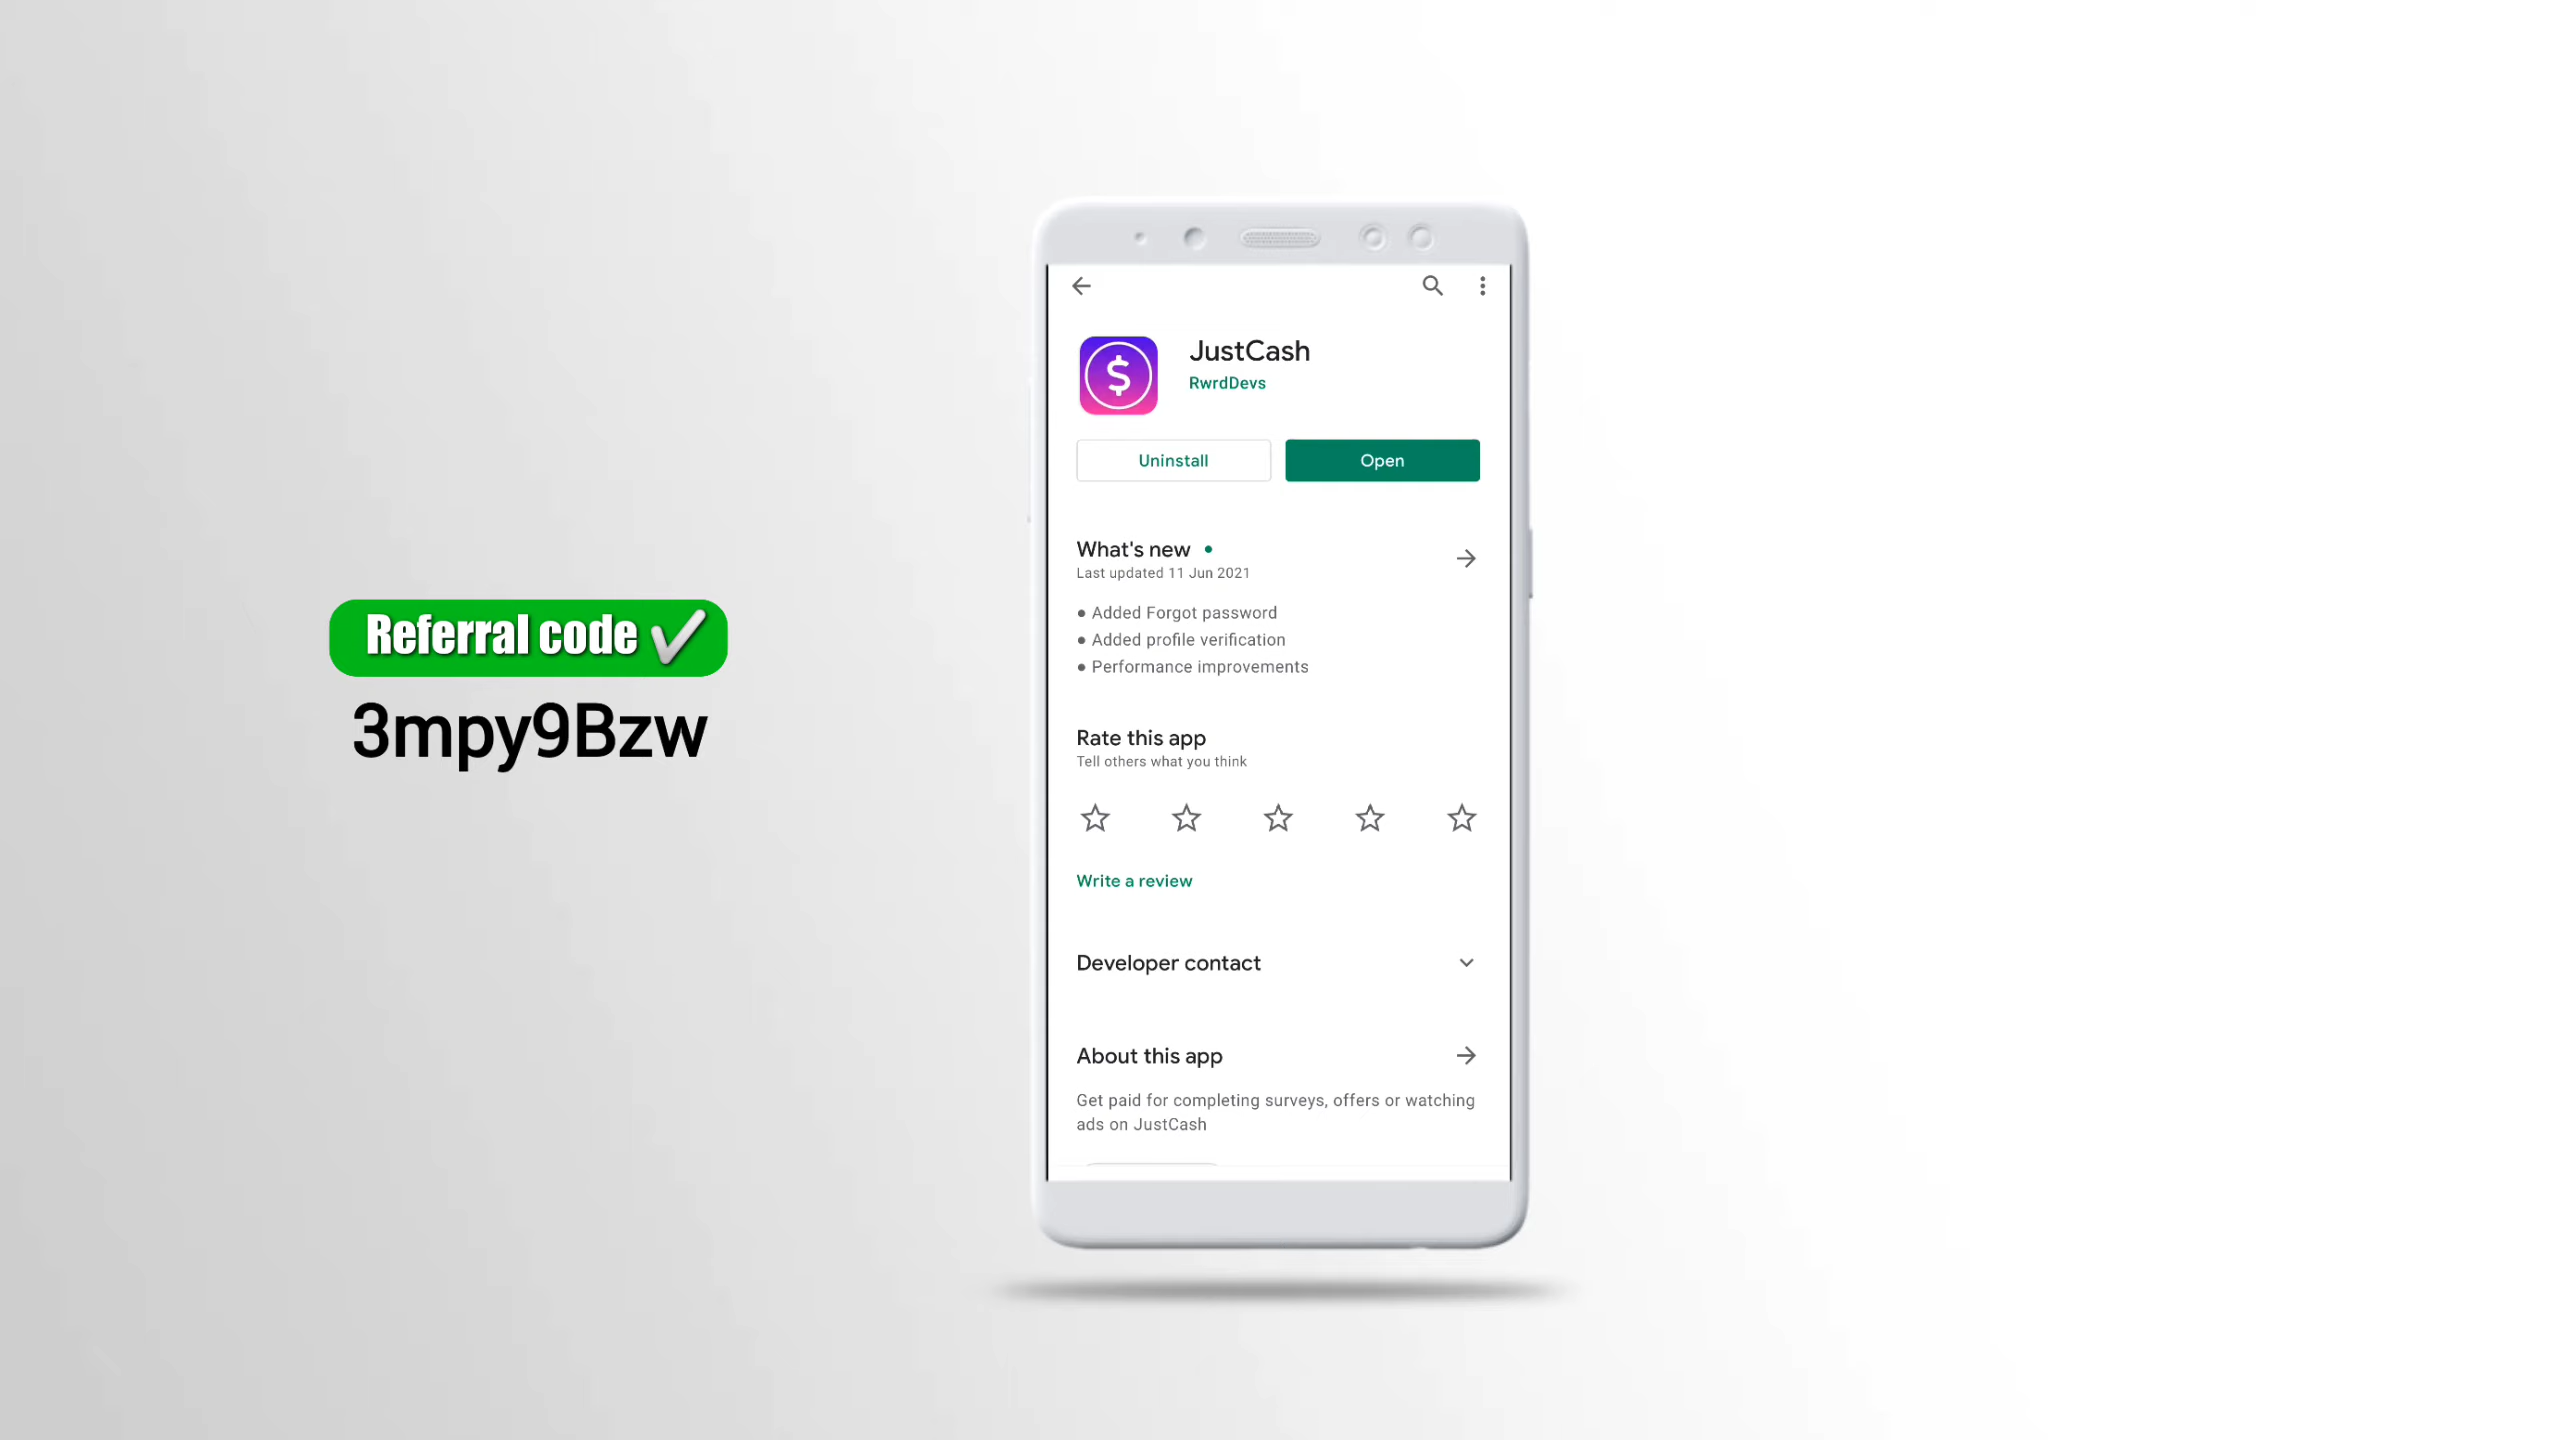 Referral code
3mpy9Bzw
JustCash
RwrdDevs
Uninstall
Open
What's new
Last updated 11 Jun 2021
● Added Forgot password
● Added profile verification
● Performance improvements
Rate this app
Tell others what you think
Write a review
Developer contact
About this app
Get paid for completing surveys, offers or watching
ads on JustCash